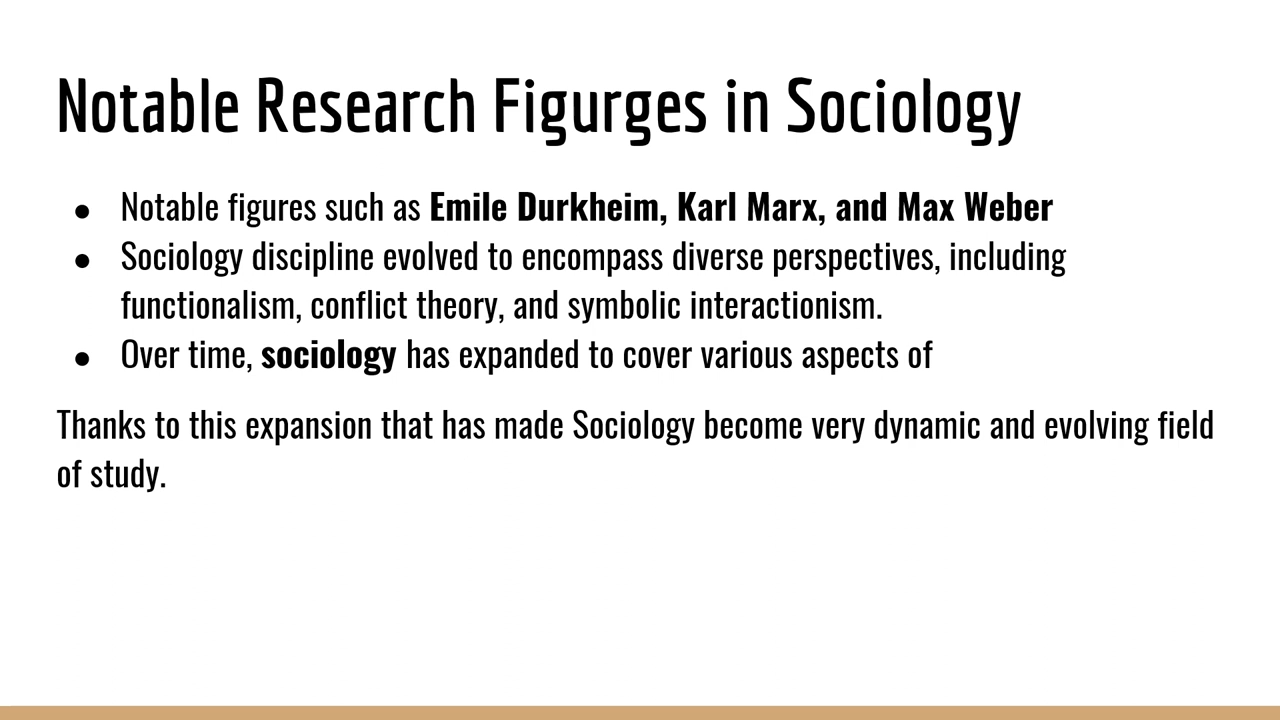 Notable Research Figurges in Sociology
● Notable figures such as Emile Durkheim, Karl Marx, and Max Weber
● Sociology discipline evolved to encompass diverse perspectives, including
functionalism, conflict theory, and symbolic interactionism.
● Over time, sociology has expanded to cover various aspects of
Thanks to this expansion that has made Sociology become very dynamic and evolving field
of study.